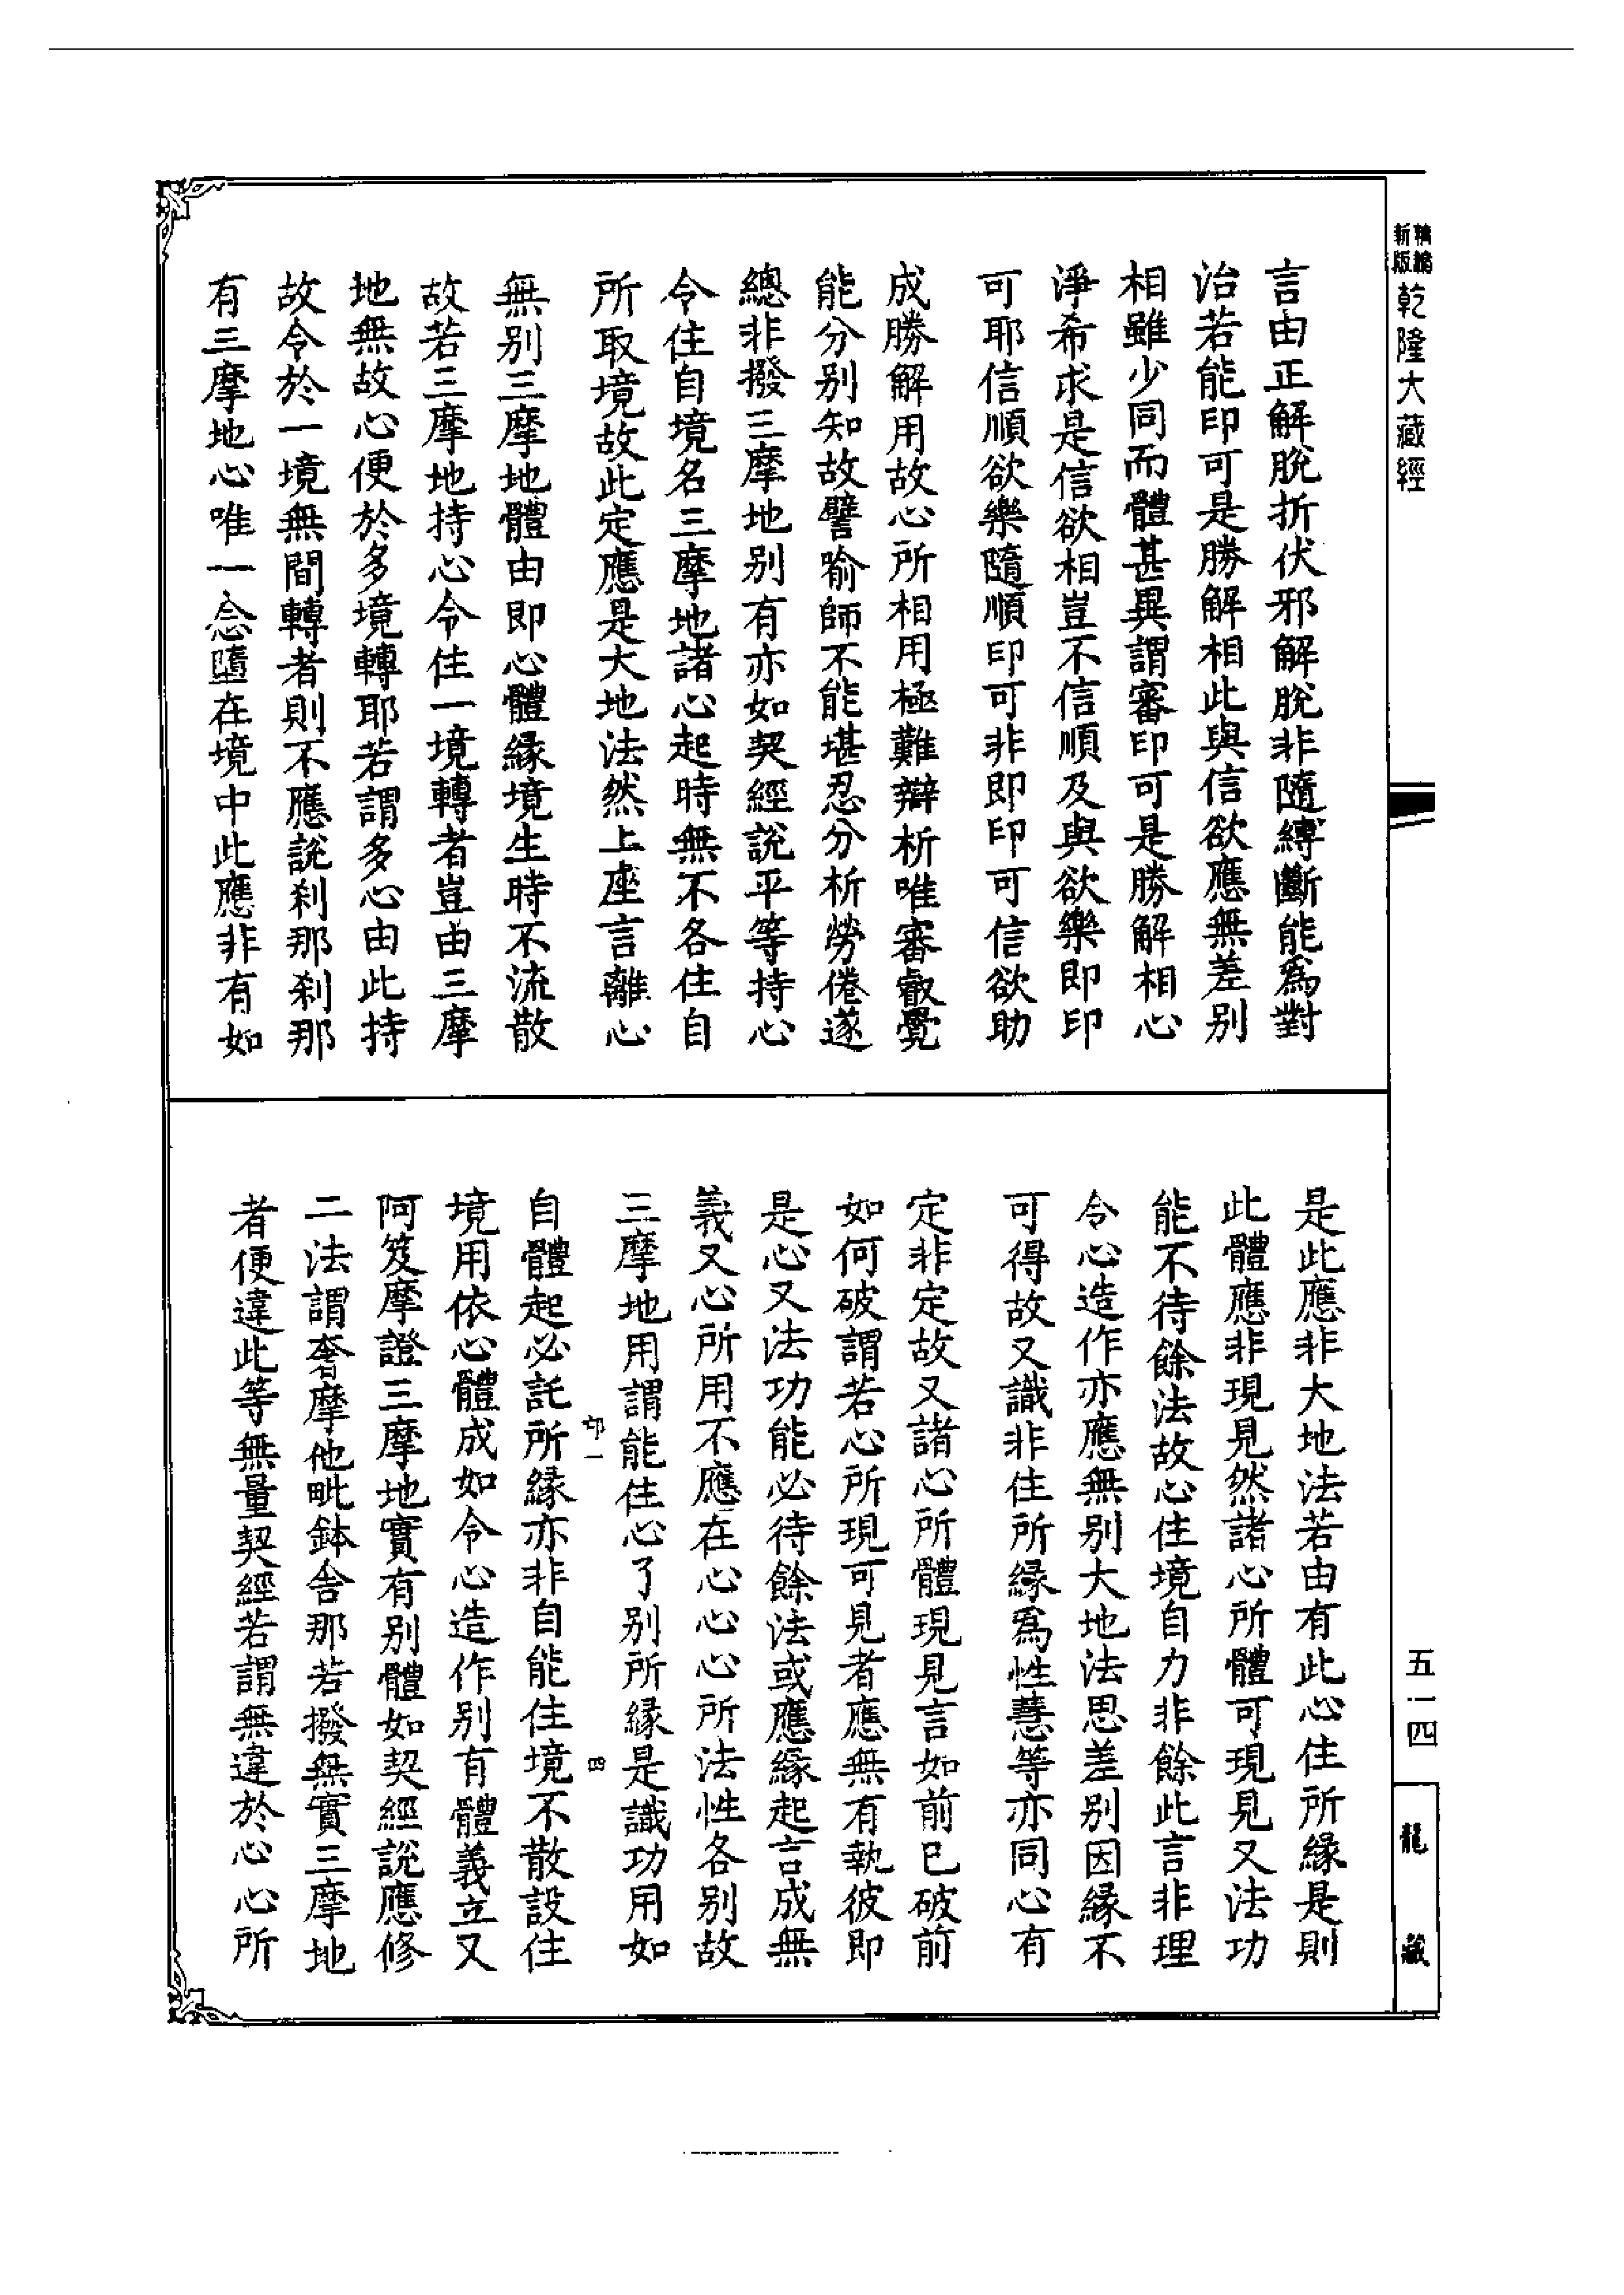 新編縮版
乾隆大藏經
言由正解脫折伏邪解脫非隨縛斷能爲對
治若能印可是勝解相此與信欲應無差別
相雖少同而體甚異謂審印可是勝解相心
淨希求是信欲相豈不信順及與欲樂即印
可耶信順欲樂隨順印可非即印可信欲助
成勝解用故心所相用極難辯析唯審叡覺
能分別知故譬喻師不能堪忍分析勞倦遂
總非撥三摩地別有亦如契經說平等持心
令住自境名三摩地諸心起時無不各住自
所取境故此定應是大地法然上座言離心
無別三摩地體由即心體緣境生時不流散
故若三摩地持心令住一境轉者豈由三摩
地無故心便於多境轉耶若謂多心由此持
故令於一境無間轉者則不應說刹那刹那
有三摩地心唯一念墮在境中此應非有如
是此應非大地法若由有此心住所緣是則
此體應非現見然諸心所體可現見又法功
能不待餘法故心住境自力非餘此言非理
令心造作亦應無別大地法思差別因緣不
可得故又識非住所緣爲性慧等亦同心有
定非定故又諸心所體現見言如前已破前
如何破謂若心所現可見者應無有執彼即
是心又法功能必待餘法或應緣起言成無
義又心所用不應在心心心所法性各別故
三摩地用謂能住心了別所緣是識功用如
自體起必託所緣亦非自能住境不散設住
境用依心體成如令心造作別有體義立又
阿笈摩證三摩地實有別體如契經說應修
二法謂奢摩他毗鉢舍那若撥無實三摩地
者便違此等無量契經若謂無違於心心所
五一四
龍藏